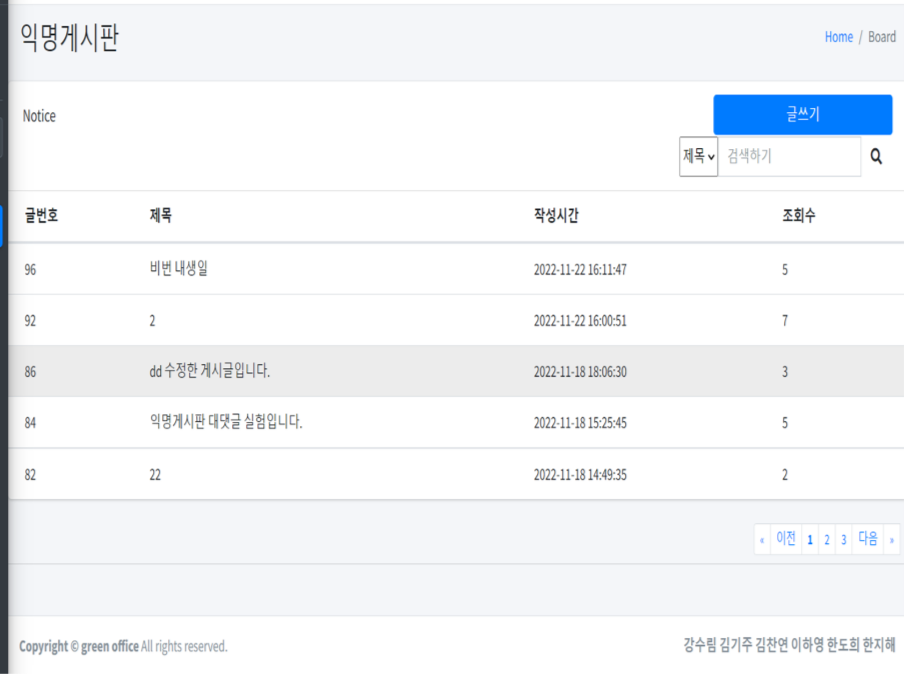 익명게시판
Home / Board
Notice
글쓰기
제목 검색하기
글번호 제목 작성시간 조회수
96 비번 내생일 2022-11-22 16:11:47 5
92 2 2022-11-22 16:00:51 7
86 dd 수정한 게시글입니다. 2022-11-18 18:06:30 3
84 익명게시판 대댓글 실험입니다. 2022-11-18 15:25:45 5
82 22 2022-11-18 14:49:35 2
« 이전 1 2 3 다음 »
Copyright © green office All rights reserved. 강수림 김기주 김찬연 이하영 한도희 한지해